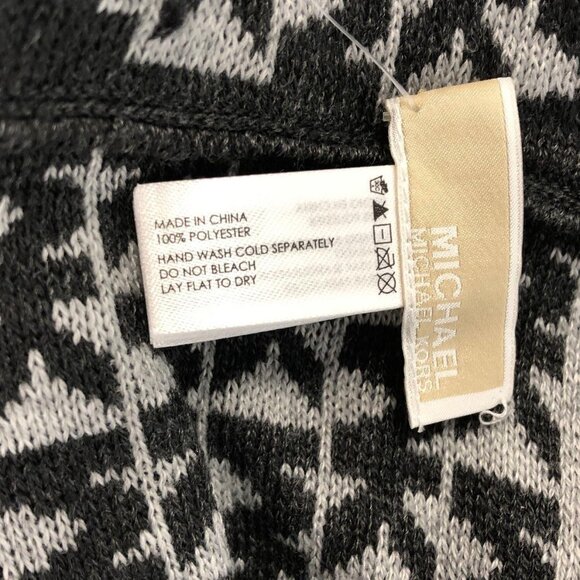 MADE IN CHINA
100% POLYESTER
HAND WASH COLD SEPARATELY
DO NOT BLEACH
LAY FLAT TO DRY
MICHAEL
MICHAEL KORS